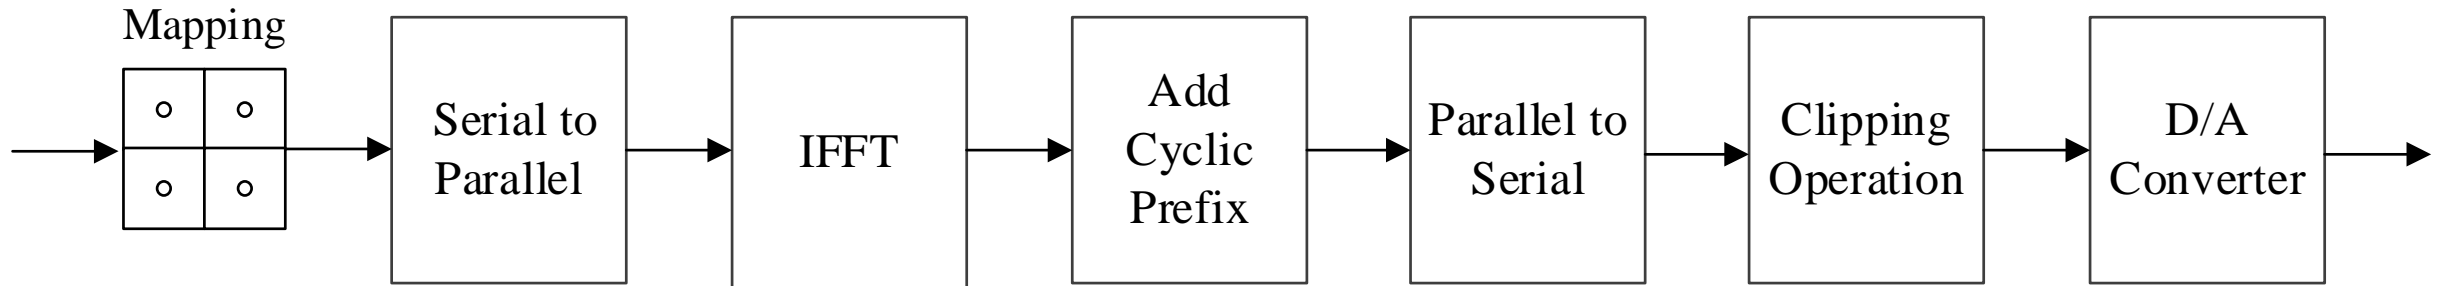 Mapping
Serial to
Parallel
IFFT
Add
Cyclic
Prefix
Parallel to
Serial
Clipping
Operation
D/A
Converter